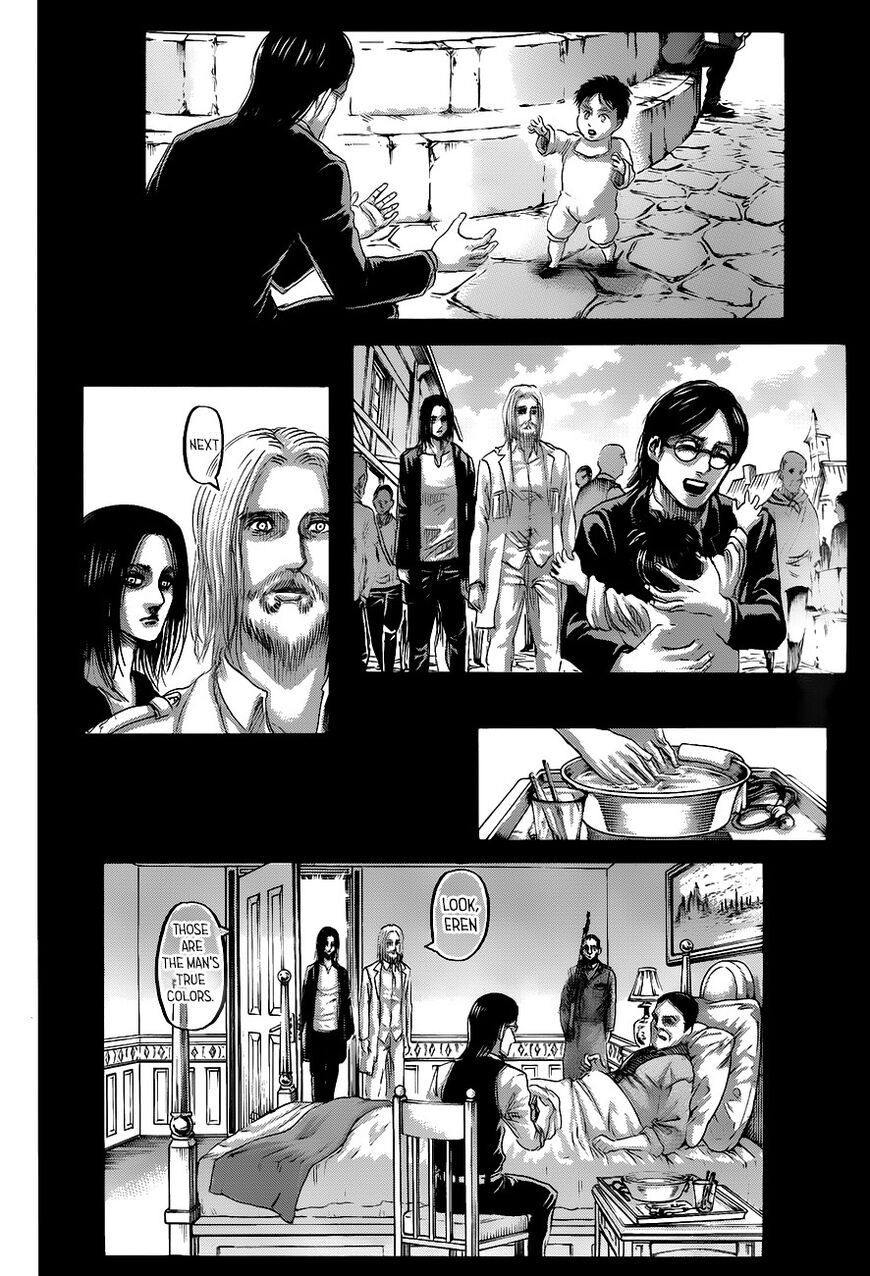 NEXT
LOOK,
EREN
THOSE
ARE
THE MAN'S
TRUE
COLORS.